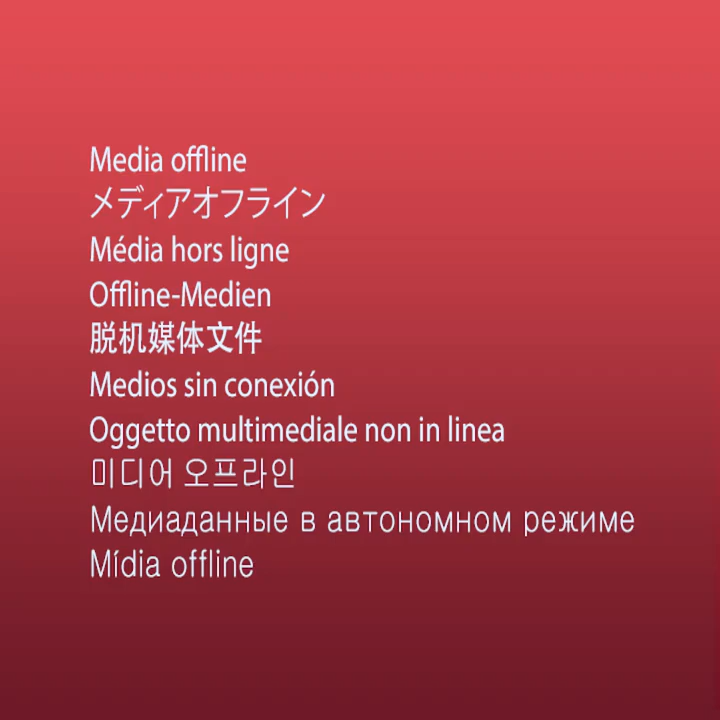 Media offline
メディアオフライン
Média hors ligne
Offline-Medien
脱机媒体文件
Medios sin conexión
Oggetto multimediale non in linea
미디어 오프라인
Медиаданные в автономном режиме
Mídia offline